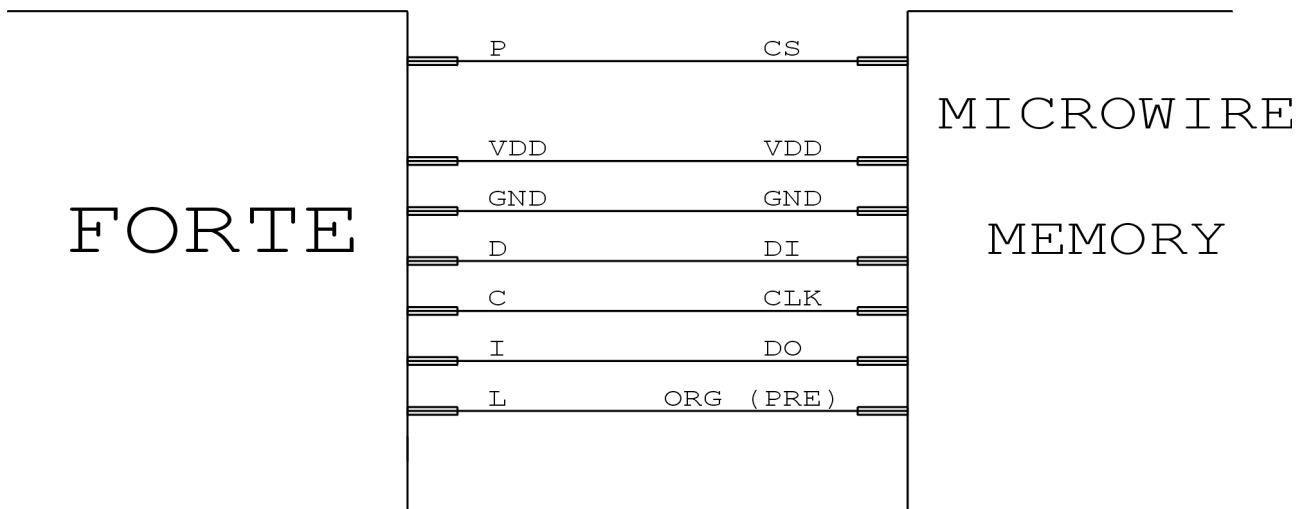 P CS
MICROWIRE
VDD VDD
FORTE
GND GND
MEMORY
D DI
C CLK
I DO
L ORG (PRE)